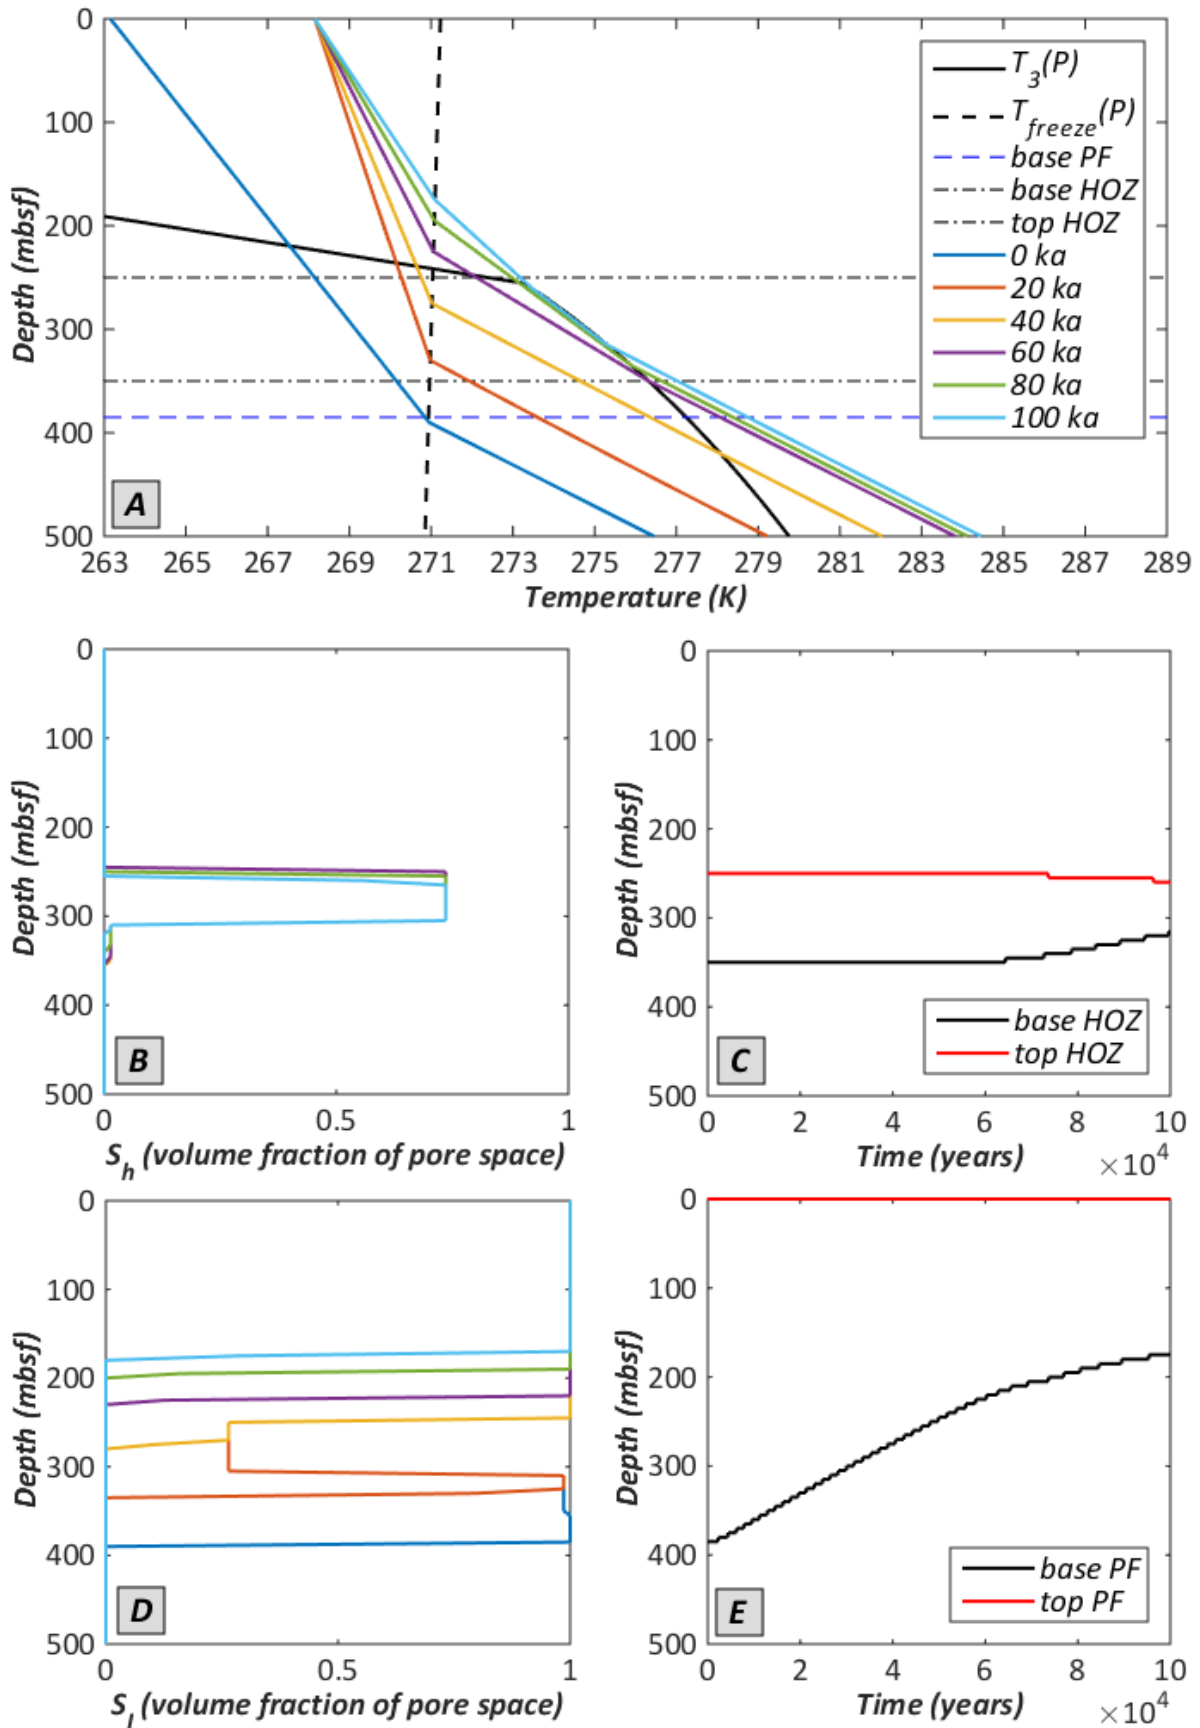 0
100
200
300
400
500
Depth (mbsf)
263 265 267 269 271 273 275 277 279 281 283 285 287 289
Temperature (K)
T3(P)
Tfreeze(P)
base PF
base HOZ
top HOZ
0 ka
20 ka
40 ka
60 ka
80 ka
100 ka
A
0
100
200
300
400
500
Depth (mbsf)
0 0.5 1
Sh (volume fraction of pore space)
B
0
100
200
300
400
500
Depth (mbsf)
0 2 4 6 8 10
Time (years)
×10^4
base HOZ
top HOZ
C
0
100
200
300
400
500
Depth (mbsf)
0 0.5 1
SI (volume fraction of pore space)
D
0
100
200
300
400
500
Depth (mbsf)
0 2 4 6 8 10
Time (years)
×10^4
base PF
top PF
E